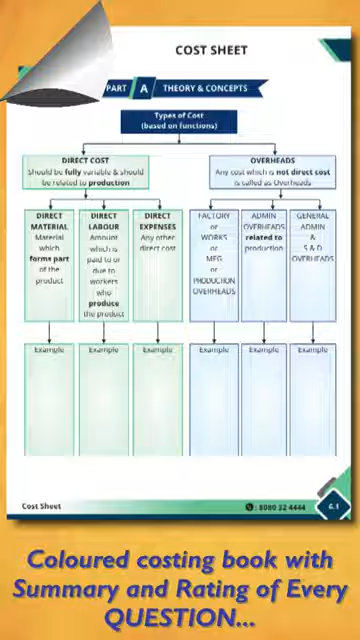 COST SHEET
PART A THEORY & CONCEPTS
Types of Cost
(based on functions)
DIRECT COST
Should be fully variable & should
be related to production
OVERHEADS
Any cost which is not direct cost
is called as Overheads
DIRECT
MATERIAL
Material
which
forms part
of the
product
DIRECT
LABOUR
Amount
which is
paid to or
due to
workers
who
produce
the product
DIRECT
EXPENSES
Any other
direct cost
FACTORY
or
WORKS
or
MFG
or
PRODUCTION
OVERHEADS
ADMIN
OVERHEADS
related to
production
GENERAL
ADMIN
&
S & D
OVERHEADS
Example
Example
Example
Example
Example
Example
Cost Sheet
: 8080 32 4444
6.1
Coloured costing book with
Summary and Rating of Every
QUESTION...